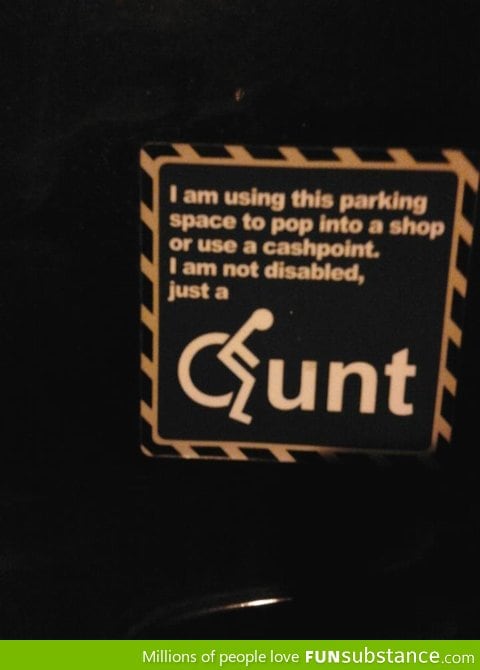 I am using this parking
space to pop into a shop
or use a cashpoint.
I am not disabled,
just a
Cunt
Millions of people love FUNsubstance.com